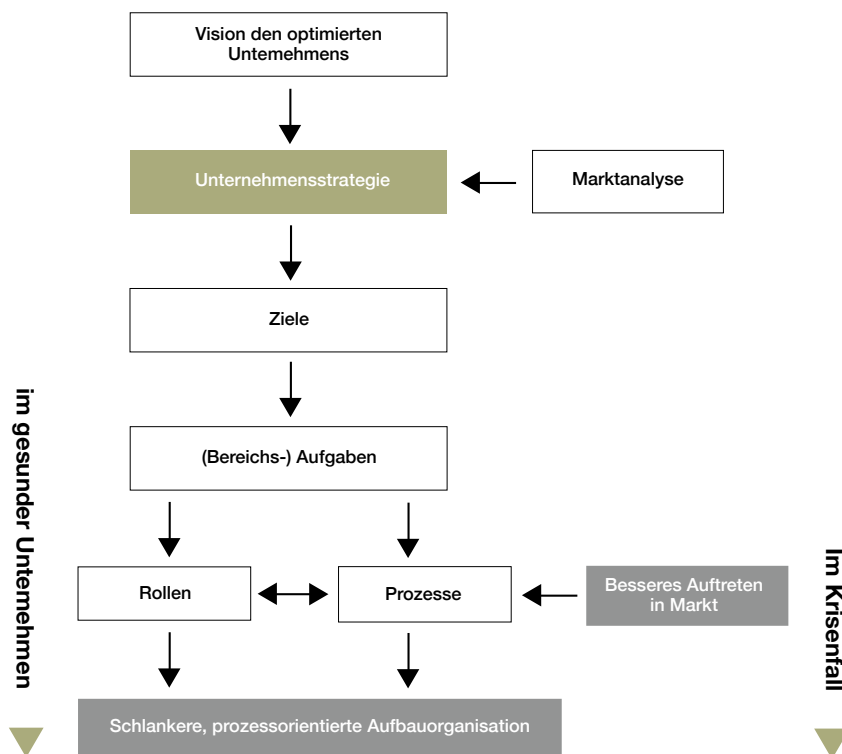 Vision den optimierten
Untemehmens
Unternehmensstrategie
Marktanalyse
Ziele
(Bereichs-) Aufgaben
Rollen
Prozesse
Besseres Auftreten
in Markt
Schlankere, prozessorientierte Aufbauorganisation
im gesunder Untemehmen
Im Krisenfall